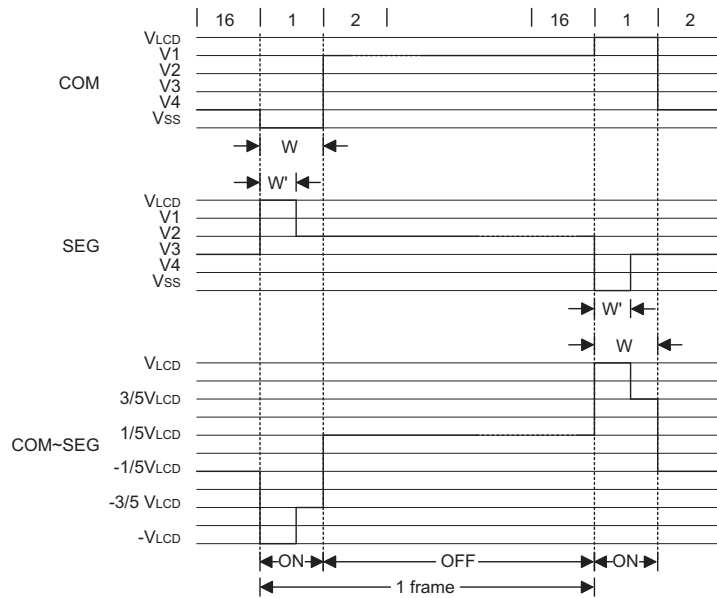 16 1 2 16 1 2
COM
VLCD
V1
V2
V3
V4
VSS
W
W'
SEG
VLCD
V1
V2
V3
V4
VSS
W'
W
COM~SEG
VLCD
3/5VLCD
1/5VLCD
-1/5VLCD
-3/5 VLCD
-VLCD
ON OFF ON
1 frame